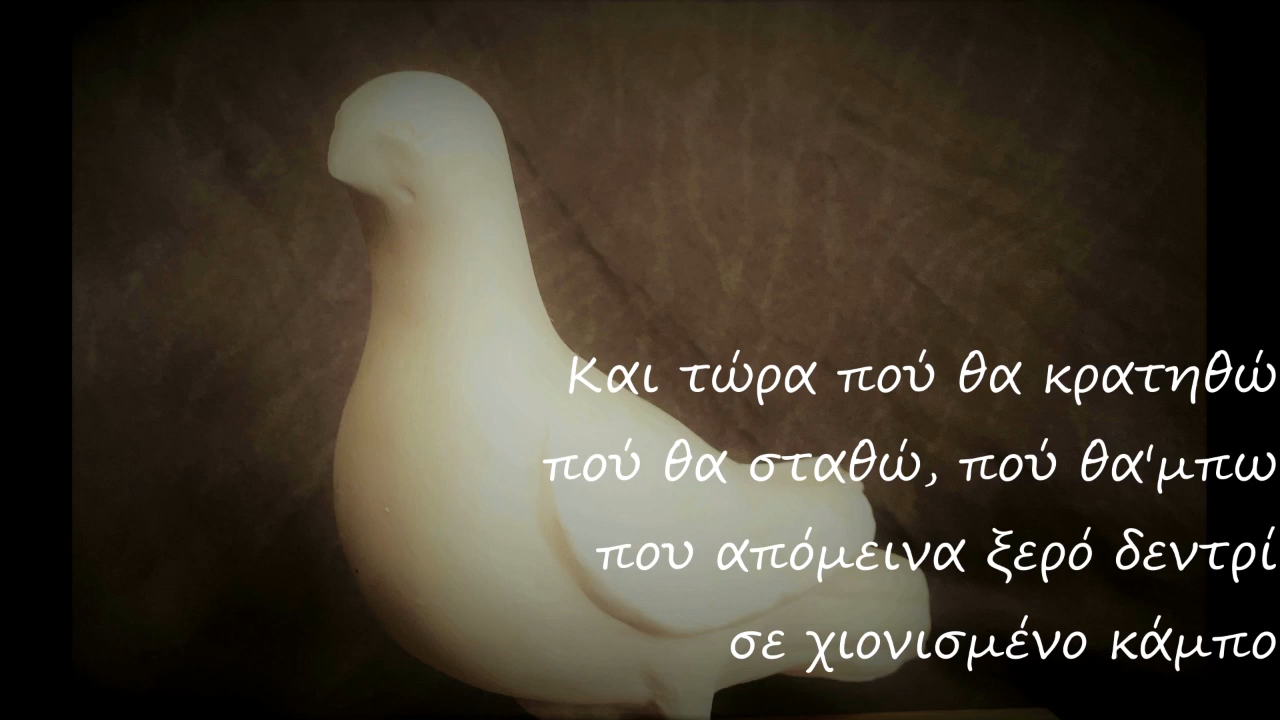 Και τώρα πού θα κρατηθώ
πού θα σταθώ, πού θα'μπω
που απόμεινα ξερό δεντρί
σε χιονισμένο κάμπο